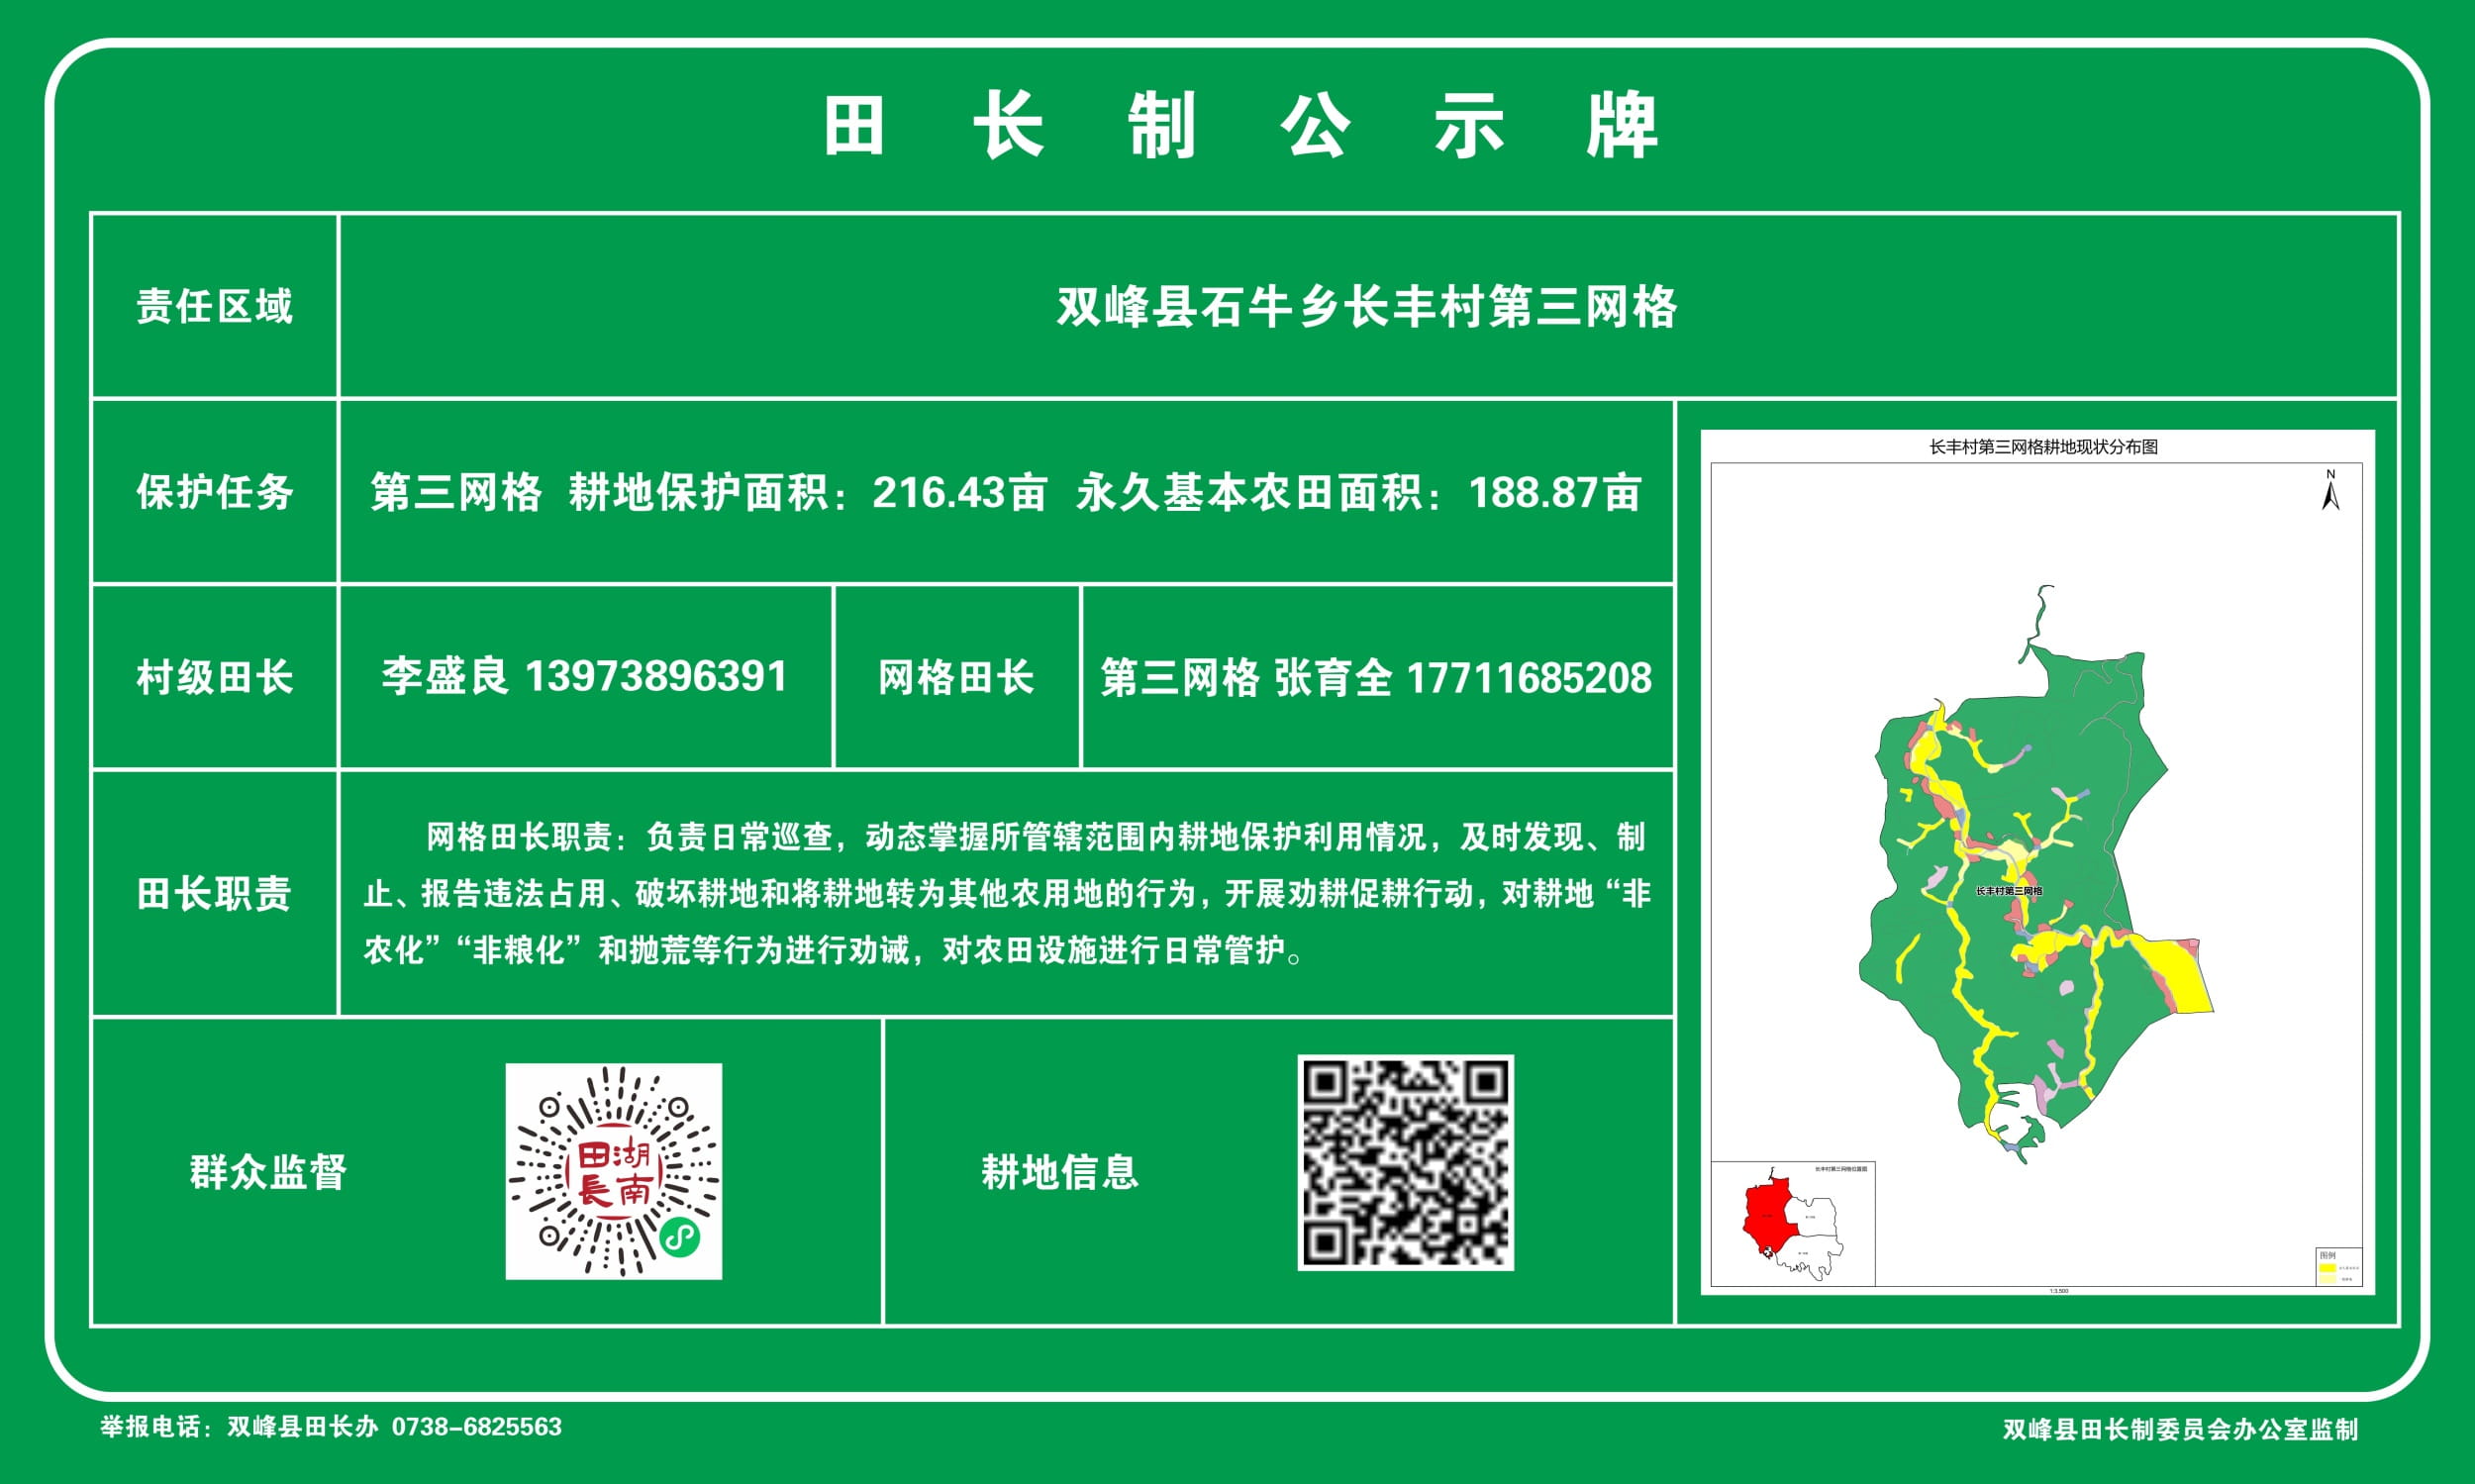 田长制公示牌
责任区域
双峰县石牛乡长丰村第三网格
保护任务
第三网格 耕地保护面积：216.43亩 永久基本农田面积：188.87亩
村级田长
李盛良 13973896391
网格田长
第三网格 张育全 17711685208
田长职责
网格田长职责：负责日常巡查，动态掌握所管辖范围内耕地保护利用情况，及时发现、制
止、报告违法占用、破坏耕地和将耕地转为其他农用地的行为，开展劝耕促耕行动，对耕地“非
农化”“非粮化”和抛荒等行为进行劝诫，对农田设施进行日常管护。
群众监督
湖南
田長
耕地信息
长丰村第三网格耕地现状分布图
N
长丰村第三网格
长丰村第三网格位置图
图例
1:3,500
举报电话：双峰县田长办 0738-6825563
双峰县田长制委员会办公室监制